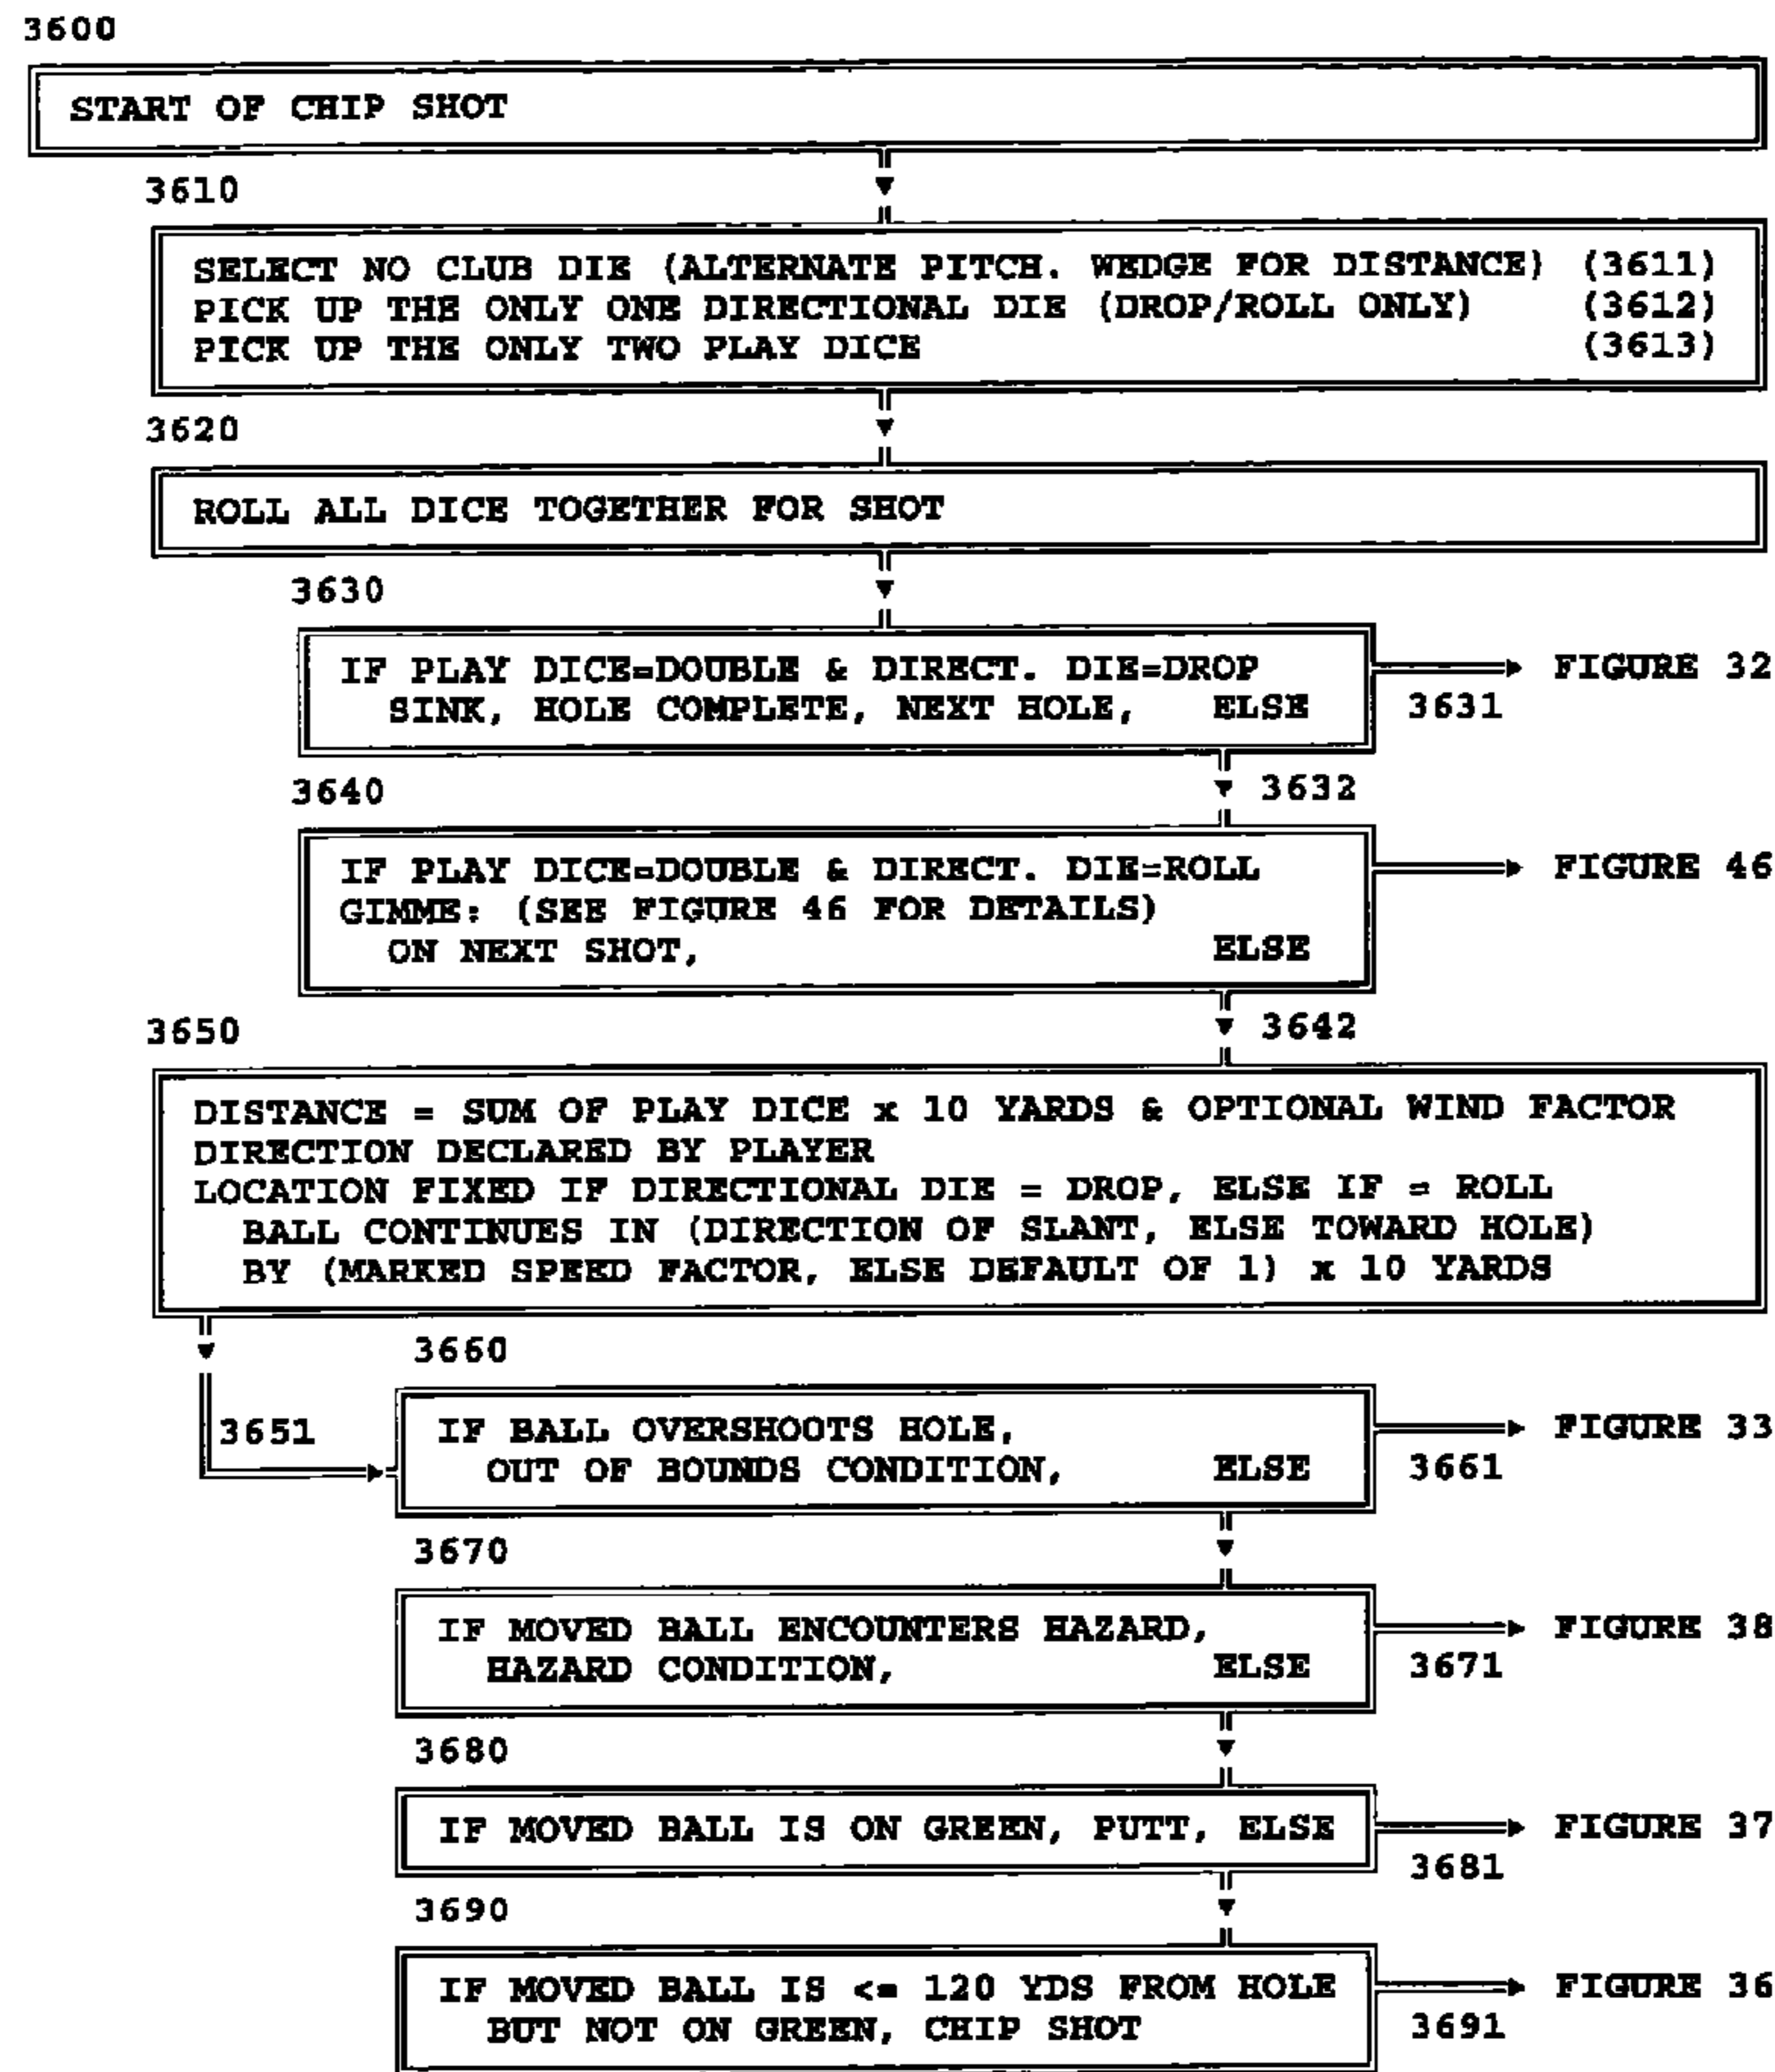 3600
START OF CHIP SHOT
3610
SELECT NO CLUB DIE (ALTERNATE PITCH. WEDGE FOR DISTANCE) (3611)
PICK UP THE ONLY ONE DIRECTIONAL DIE (DROP/ROLL ONLY) (3612)
PICK UP THE ONLY TWO PLAY DICE (3613)
3620
ROLL ALL DICE TOGETHER FOR SHOT
3630
IF PLAY DICE=DOUBLE & DIRECT. DIE=DROP
SINK, HOLE COMPLETE, NEXT HOLE, ELSE
FIGURE 32
3631
3632
3640
IF PLAY DICE=DOUBLE & DIRECT. DIE=ROLL
GIMME: (SEE FIGURE 46 FOR DETAILS)
ON NEXT SHOT, ELSE
FIGURE 46
3642
3650
DISTANCE = SUM OF PLAY DICE x 10 YARDS & OPTIONAL WIND FACTOR
DIRECTION DECLARED BY PLAYER
LOCATION FIXED IF DIRECTIONAL DIE = DROP, ELSE IF = ROLL
BALL CONTINUES IN (DIRECTION OF SLANT, ELSE TOWARD HOLE)
BY (MARKED SPEED FACTOR, ELSE DEFAULT OF 1) x 10 YARDS
3651
3660
IF BALL OVERSHOOTS HOLE,
OUT OF BOUNDS CONDITION, ELSE
FIGURE 33
3661
3670
IF MOVED BALL ENCOUNTERS HAZARD,
HAZARD CONDITION, ELSE
FIGURE 38
3671
3680
IF MOVED BALL IS ON GREEN, PUTT, ELSE
FIGURE 37
3681
3690
IF MOVED BALL IS <= 120 YDS FROM HOLE
BUT NOT ON GREEN, CHIP SHOT
FIGURE 36
3691